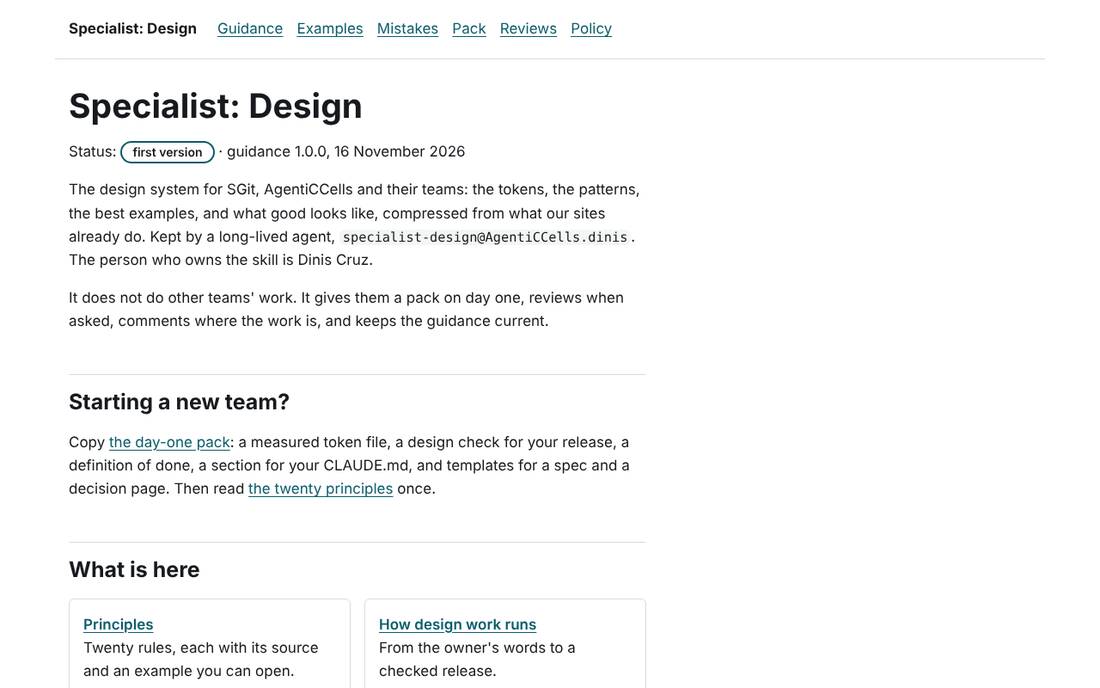 Specialist: Design Guidance Examples Mistakes Pack Reviews Policy
Specialist: Design
Status: first version · guidance 1.0.0, 16 November 2026
The design system for SGit, AgentiCCells and their teams: the tokens, the patterns,
the best examples, and what good looks like, compressed from what our sites
already do. Kept by a long-lived agent, specialist-design@AgentiCCells.dinis.
The person who owns the skill is Dinis Cruz.
It does not do other teams' work. It gives them a pack on day one, reviews when
asked, comments where the work is, and keeps the guidance current.
Starting a new team?
Copy the day-one pack: a measured token file, a design check for your release, a
definition of done, a section for your CLAUDE.md, and templates for a spec and a
decision page. Then read the twenty principles once.
What is here
Principles
Twenty rules, each with its source
and an example you can open.
How design work runs
From the owner's words to a
checked release.